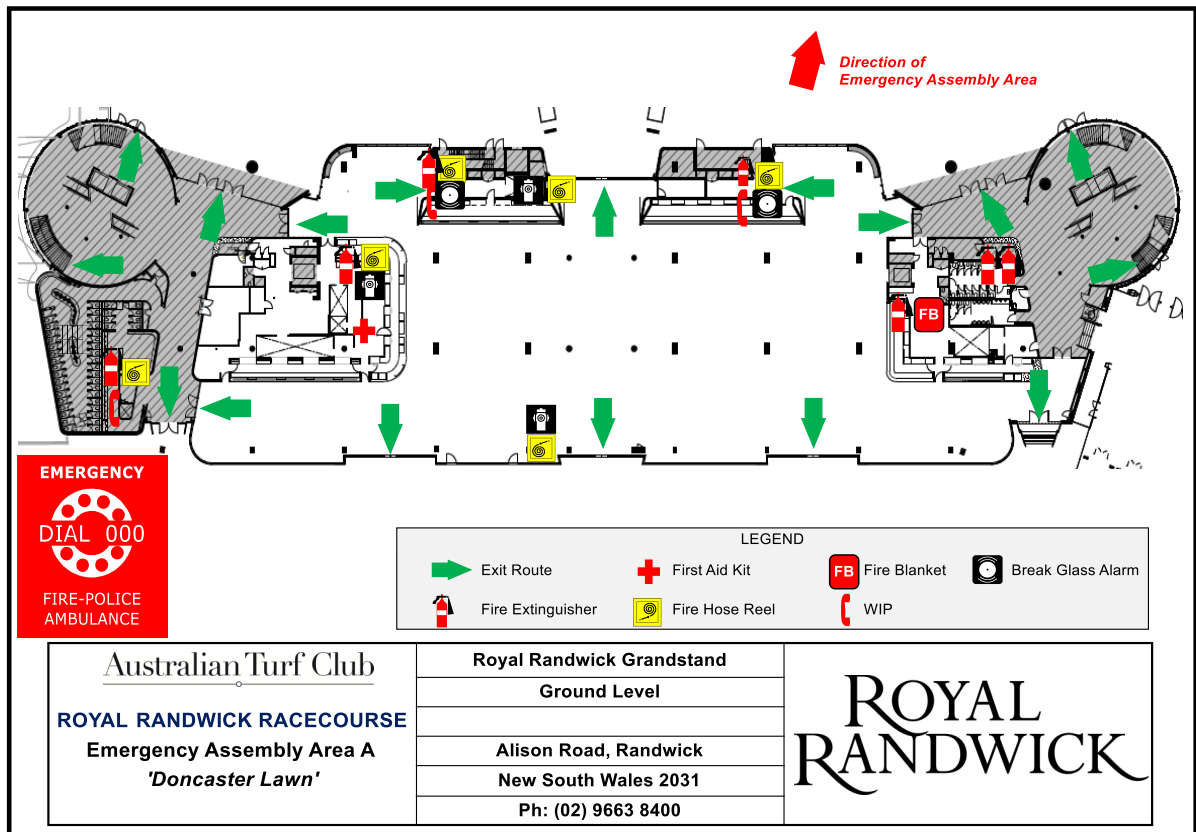 Direction of
Emergency Assembly Area
FB
EMERGENCY
DIAL 000
FIRE-POLICE
AMBULANCE
LEGEND
Exit Route
First Aid Kit
FB
Fire Blanket
Break Glass Alarm
Fire Extinguisher
Fire Hose Reel
WIP
Australian Turf Club
ROYAL RANDWICK RACECOURSE
Emergency Assembly Area A
'Doncaster Lawn'
Royal Randwick Grandstand
Ground Level
Alison Road, Randwick
New South Wales 2031
Ph: (02) 9663 8400
ROYAL
RANDWICK